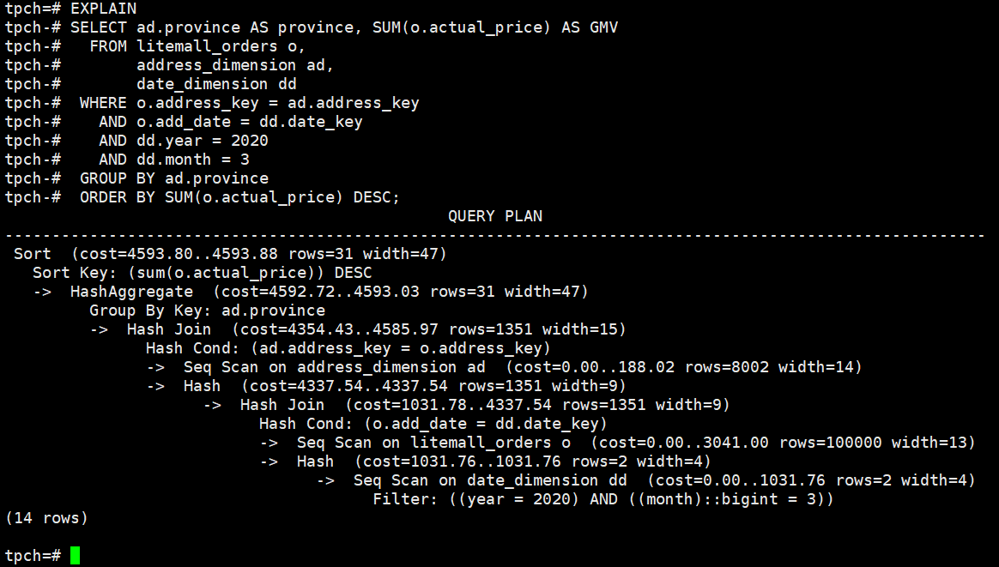 tpch=# EXPLAIN
tpch-# SELECT ad.province AS province, SUM(o.actual_price) AS GMV
tpch-#   FROM litemall_orders o,
tpch-#        address_dimension ad,
tpch-#        date_dimension dd
tpch-#  WHERE o.address_key = ad.address_key
tpch-#    AND o.add_date = dd.date_key
tpch-#    AND dd.year = 2020
tpch-#    AND dd.month = 3
tpch-#  GROUP BY ad.province
tpch-#  ORDER BY SUM(o.actual_price) DESC;
                                               QUERY PLAN
--------------------------------------------------------------------------------------------------------
 Sort  (cost=4593.80..4593.88 rows=31 width=47)
   Sort Key: (sum(o.actual_price)) DESC
   ->  HashAggregate  (cost=4592.72..4593.03 rows=31 width=47)
         Group By Key: ad.province
         ->  Hash Join  (cost=4354.43..4585.97 rows=1351 width=15)
               Hash Cond: (ad.address_key = o.address_key)
               ->  Seq Scan on address_dimension ad  (cost=0.00..188.02 rows=8002 width=14)
               ->  Hash  (cost=4337.54..4337.54 rows=1351 width=9)
                     ->  Hash Join  (cost=1031.78..4337.54 rows=1351 width=9)
                           Hash Cond: (o.add_date = dd.date_key)
                           ->  Seq Scan on litemall_orders o  (cost=0.00..3041.00 rows=100000 width=13)
                           ->  Hash  (cost=1031.76..1031.76 rows=2 width=4)
                                 ->  Seq Scan on date_dimension dd  (cost=0.00..1031.76 rows=2 width=4)
                                       Filter: ((year = 2020) AND ((month)::bigint = 3))
(14 rows)

tpch=#